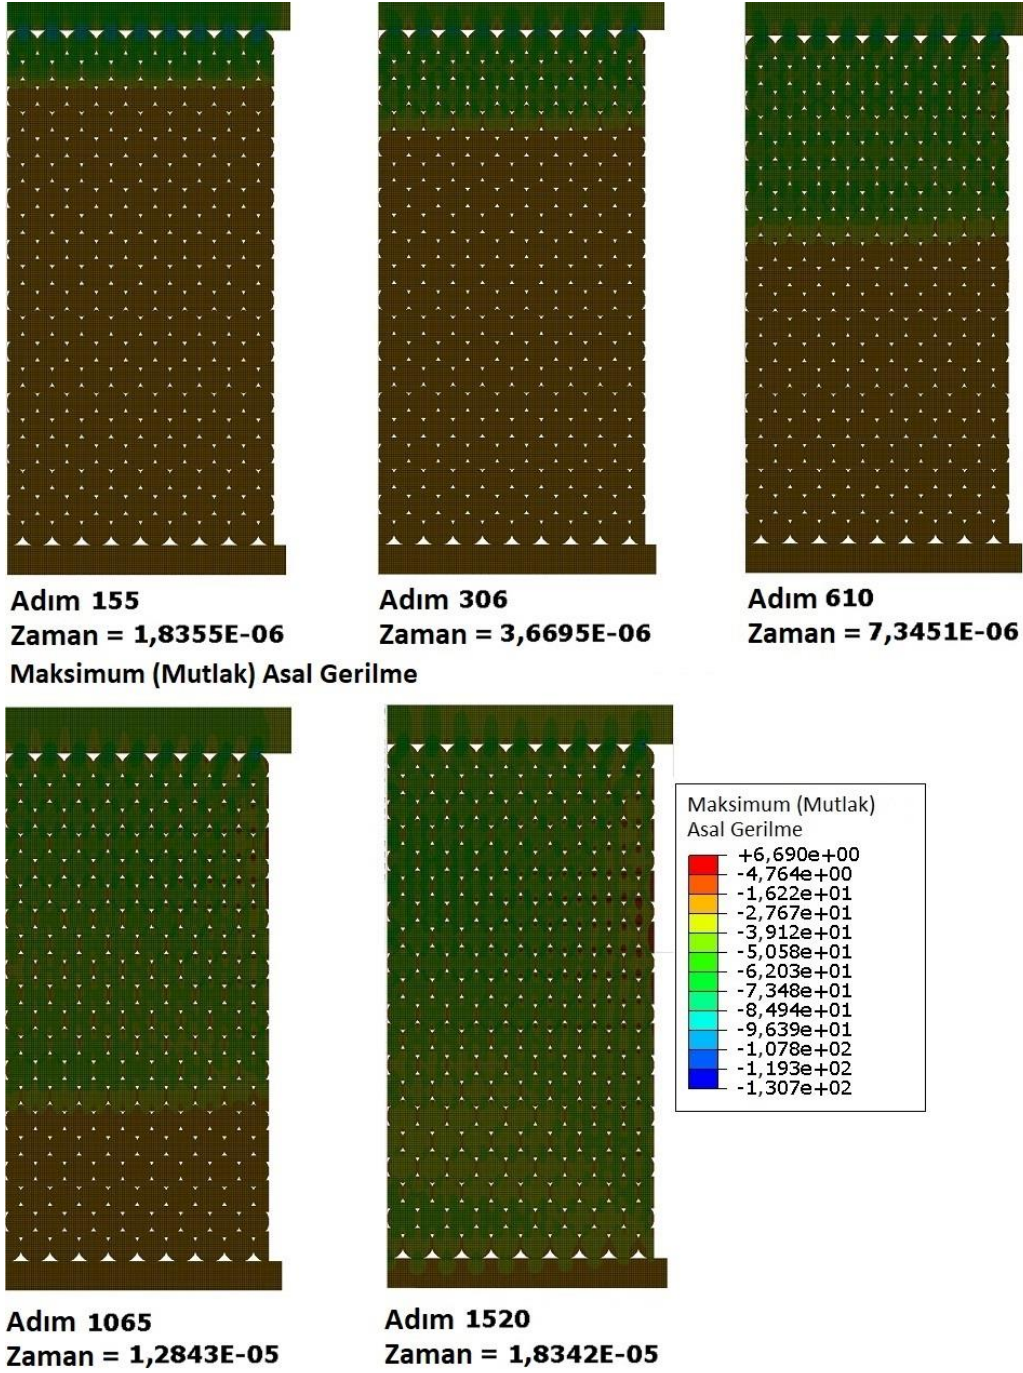 Adım 155
Zaman = 1,8355E-06
Adım 306
Zaman = 3,6695E-06
Adım 610
Zaman = 7,3451E-06
Maksimum (Mutlak) Asal Gerilme
Maksimum (Mutlak)
Asal Gerilme
+6,690e+00
-4,764e+00
-1,622e+01
-2,767e+01
-3,912e+01
-5,058e+01
-6,203e+01
-7,348e+01
-8,494e+01
-9,639e+01
-1,078e+02
-1,193e+02
-1,307e+02
Adım 1065
Zaman = 1,2843E-05
Adım 1520
Zaman = 1,8342E-05